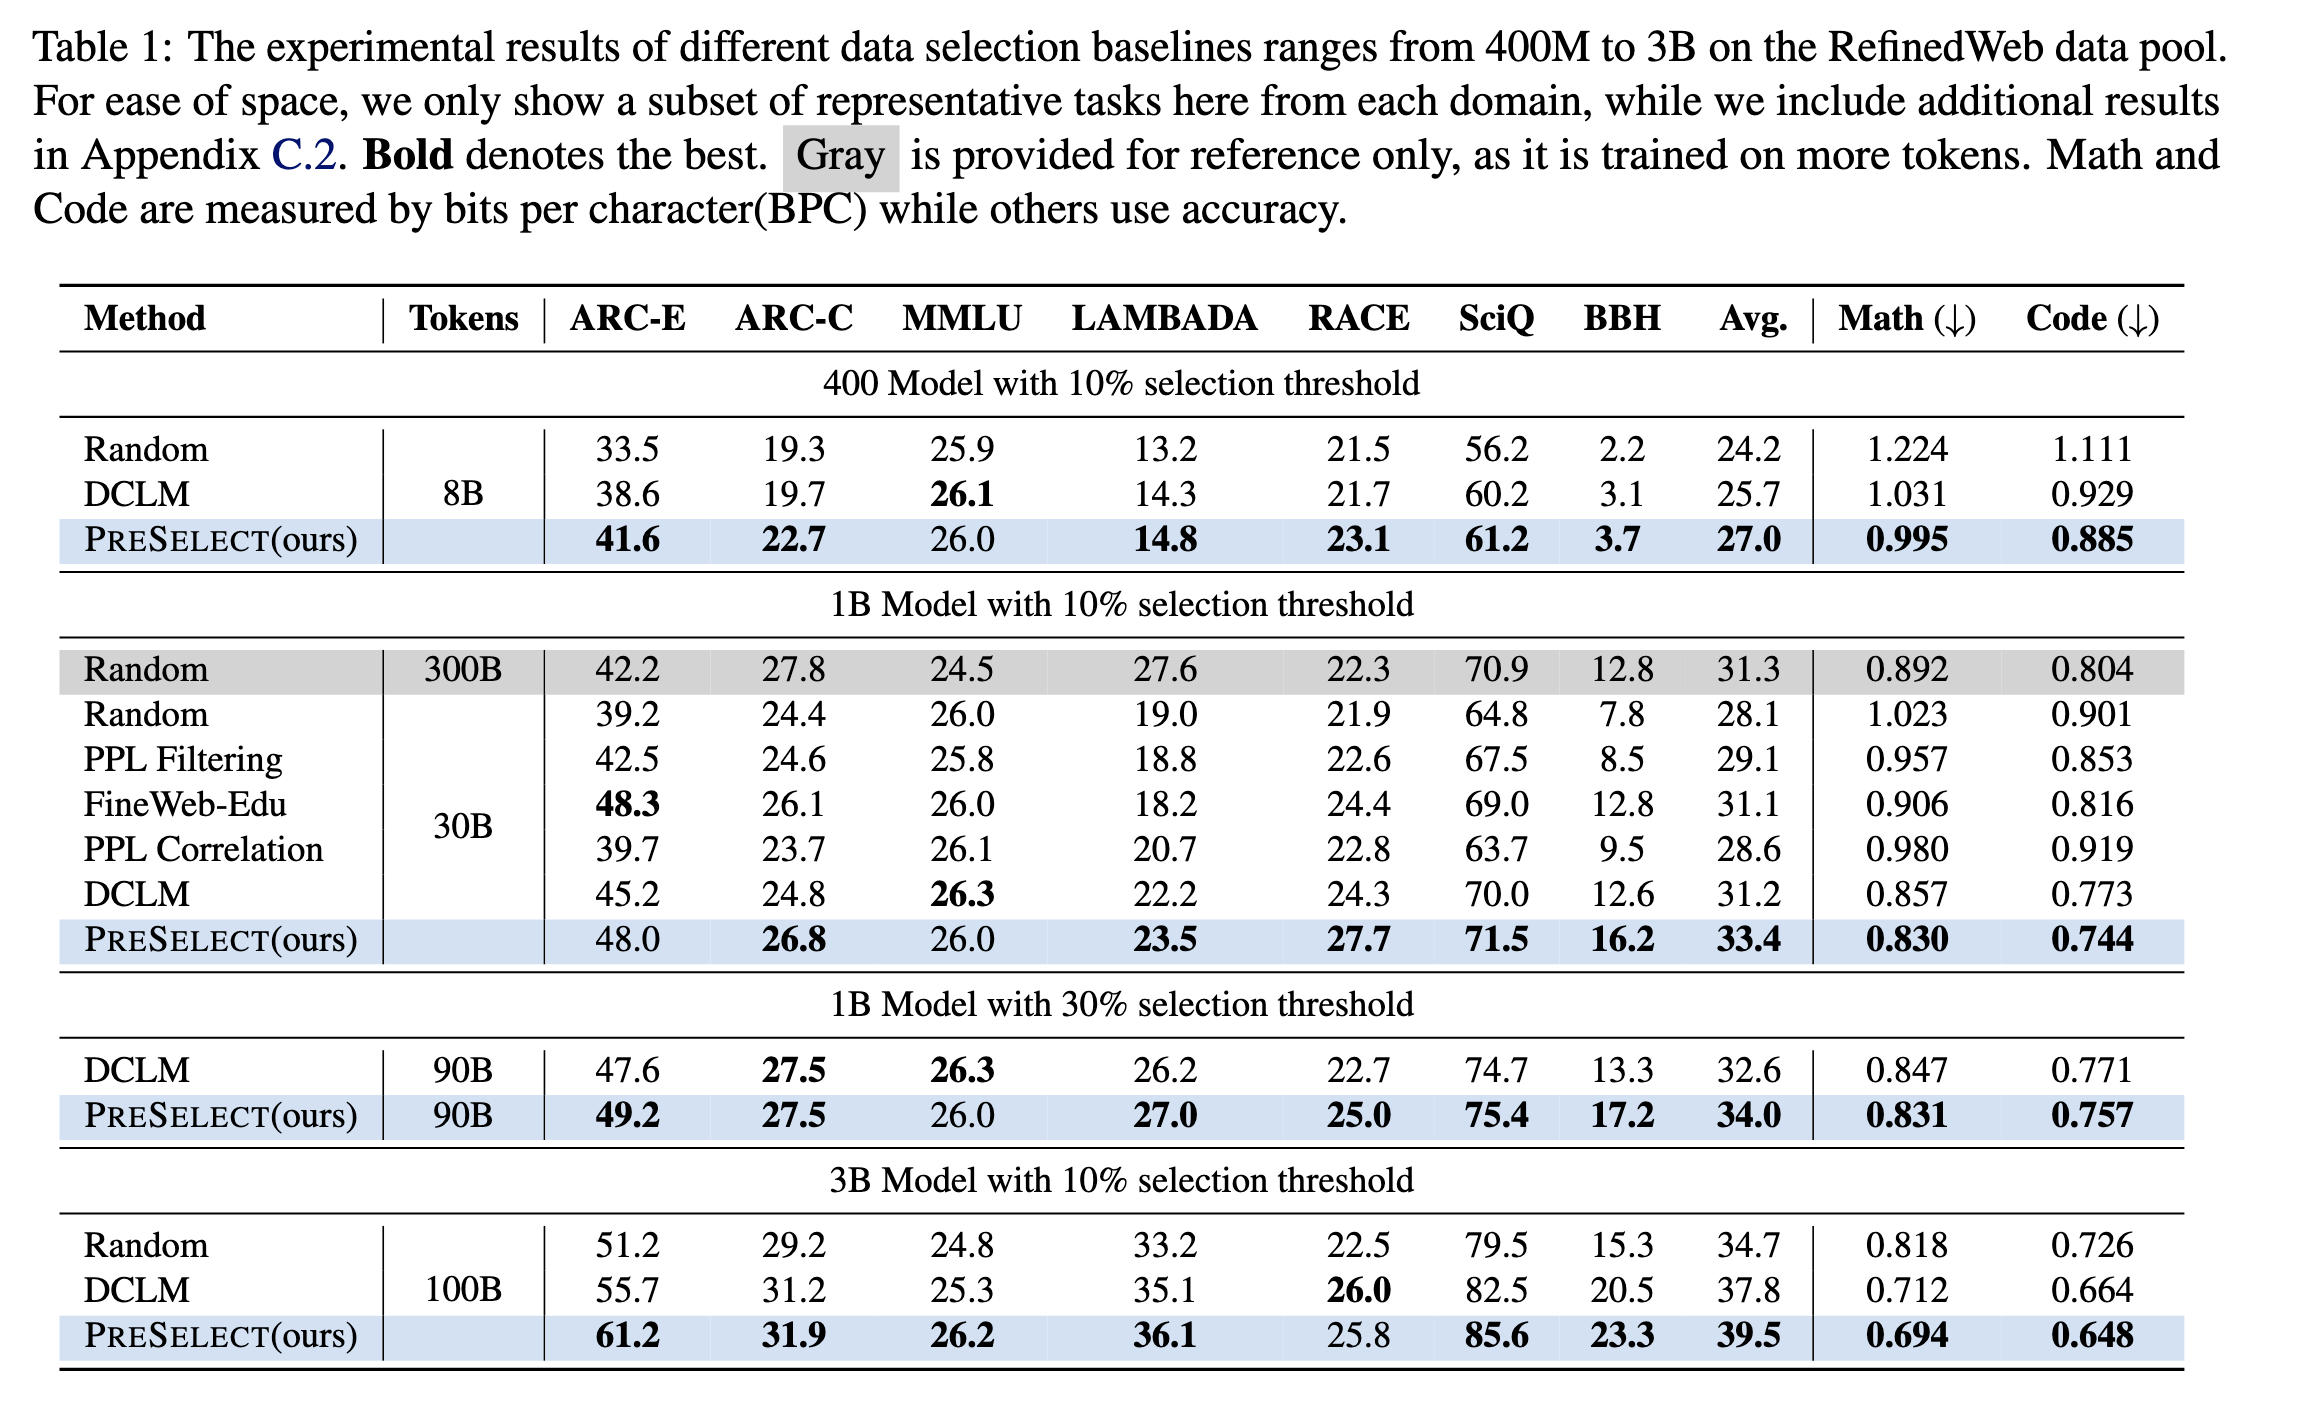 Table 1: The experimental results of different data selection baselines ranges from 400M to 3B on the RefinedWeb data pool.
For ease of space, we only show a subset of representative tasks here from each domain, while we include additional results
in Appendix C.2. Bold denotes the best. Gray is provided for reference only, as it is trained on more tokens. Math and
Code are measured by bits per character(BPC) while others use accuracy.
Method Tokens ARC-E ARC-C MMLU LAMBADA RACE SciQ BBH Avg. Math (↓) Code (↓)
400 Model with 10% selection threshold
Random 33.5 19.3 25.9 13.2 21.5 56.2 2.2 24.2 1.224 1.111
DCLM 8B 38.6 19.7 26.1 14.3 21.7 60.2 3.1 25.7 1.031 0.929
PRESELECT(ours) 41.6 22.7 26.0 14.8 23.1 61.2 3.7 27.0 0.995 0.885
1B Model with 10% selection threshold
Random 300B 42.2 27.8 24.5 27.6 22.3 70.9 12.8 31.3 0.892 0.804
Random 39.2 24.4 26.0 19.0 21.9 64.8 7.8 28.1 1.023 0.901
PPL Filtering 42.5 24.6 25.8 18.8 22.6 67.5 8.5 29.1 0.957 0.853
FineWeb-Edu 30B 48.3 26.1 26.0 18.2 24.4 69.0 12.8 31.1 0.906 0.816
PPL Correlation 39.7 23.7 26.1 20.7 22.8 63.7 9.5 28.6 0.980 0.919
DCLM 45.2 24.8 26.3 22.2 24.3 70.0 12.6 31.2 0.857 0.773
PRESELECT(ours) 48.0 26.8 26.0 23.5 27.7 71.5 16.2 33.4 0.830 0.744
1B Model with 30% selection threshold
DCLM 90B 47.6 27.5 26.3 26.2 22.7 74.7 13.3 32.6 0.847 0.771
PRESELECT(ours) 90B 49.2 27.5 26.0 27.0 25.0 75.4 17.2 34.0 0.831 0.757
3B Model with 10% selection threshold
Random 51.2 29.2 24.8 33.2 22.5 79.5 15.3 34.7 0.818 0.726
DCLM 100B 55.7 31.2 25.3 35.1 26.0 82.5 20.5 37.8 0.712 0.664
PRESELECT(ours) 61.2 31.9 26.2 36.1 25.8 85.6 23.3 39.5 0.694 0.648